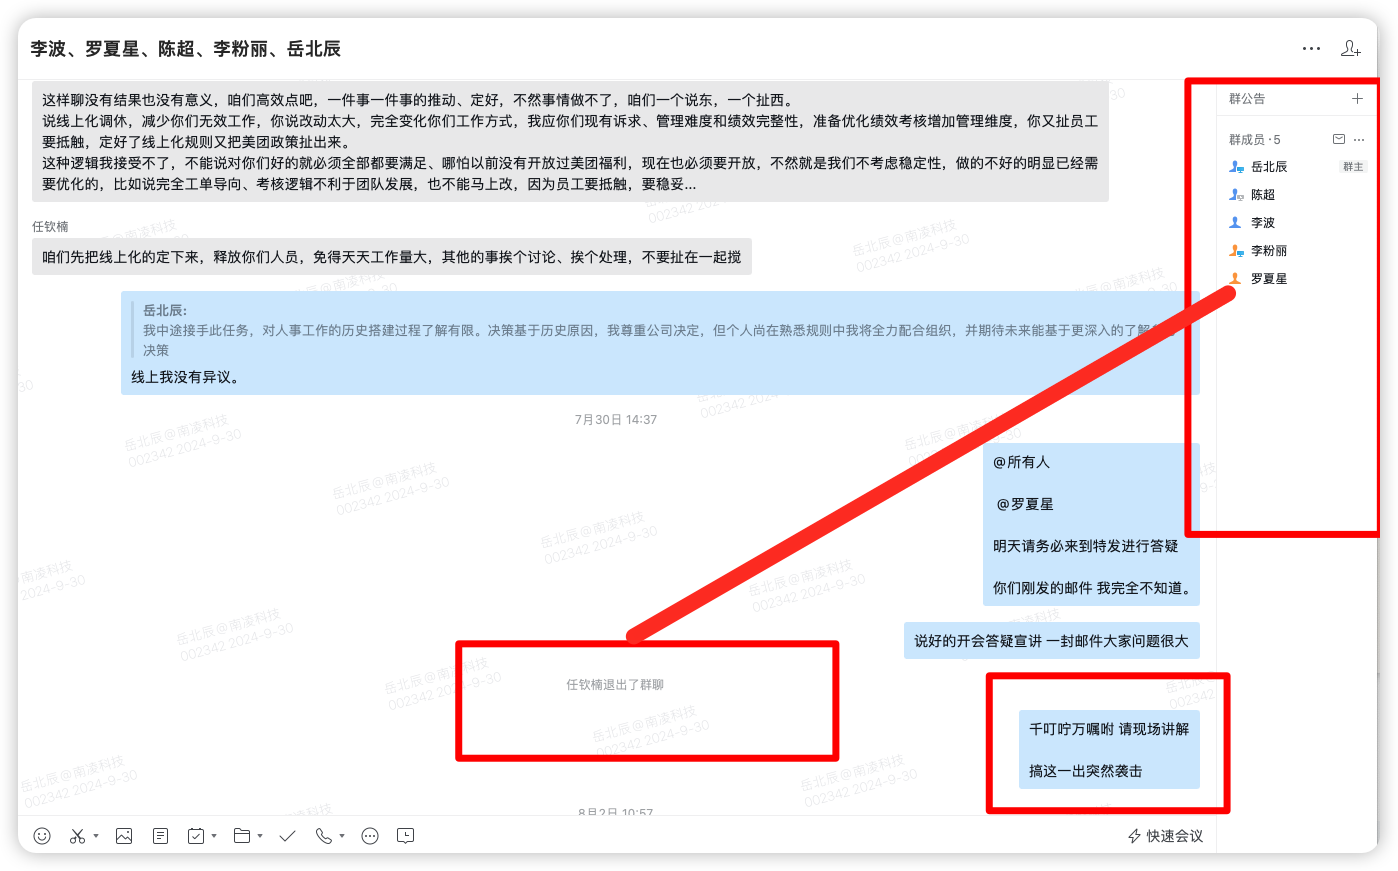 李波、罗夏星、陈超、李粉丽、岳北辰
这样聊没有结果也没有意义，咱们高效点吧，一件事一件事的推动、定好，不然事情做不了，咱们一个说东，一个扯西。
说线上化调休，减少你们无效工作，你说改动太大，完全变化你们工作方式，我应你们现有诉求、管理难度和绩效完整性，准备优化绩效考核增加管理维度，你又扯员工
要抵触，定好了线上化规则又把美团政策扯出来。
这种逻辑我接受不了，不能说对你们好的就必须全部都要满足、哪怕以前没有开放过美团福利，现在也必须要开放，不然就是我们不考虑稳定性，做的不好的明显已经需
要优化的，比如说完全工单导向、考核逻辑不利于团队发展，也不能马上改，因为员工要抵触，要稳妥...
任钦楠
咱们先把线上化的定下来，释放你们人员，免得天天工作量大，其他的事挨个讨论、挨个处理，不要扯在一起搅
岳北辰:
我中途接手此任务，对人事工作的历史搭建过程了解有限。决策基于历史原因，我尊重公司决定，但个人尚在熟悉规则中我将全力配合组织，并期待未来能基于更深入的了解
决策
线上我没有异议。
7月30日 14:37
@所有人
@罗夏星
明天请务必来到特发进行答疑
你们刚发的邮件 我完全不知道。
说好的开会答疑宣讲 一封邮件大家问题很大
任钦楠退出了群聊
千叮咛万嘱咐 请现场讲解
搞这一出突然袭击
8月2日 10:57
快速会议
群公告
群成员·5
岳北辰 群主
陈超
李波
李粉丽
罗夏星
岳北辰@南凌科技
002342 2024-9-30